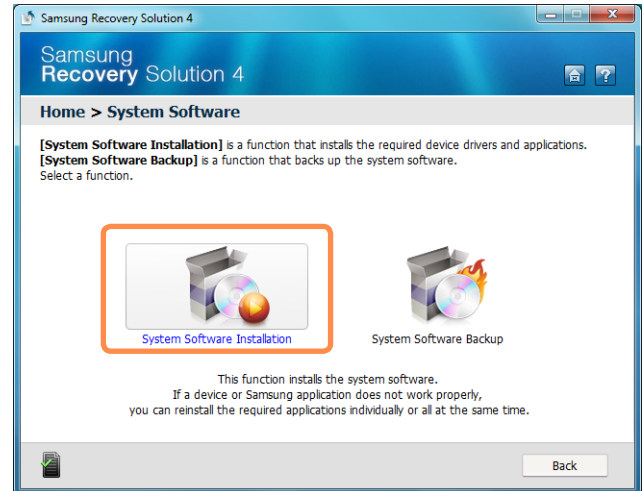 Samsung Recovery Solution 4
Samsung
Recovery Solution 4
Home > System Software
[System Software Installation] is a function that installs the required device drivers and applications.
[System Software Backup] is a function that backs up the system software.
Select a function.
System Software Installation
System Software Backup
This function installs the system software.
If a device or Samsung application does not work properly,
you can reinstall the required applications individually or all at the same time.
Back